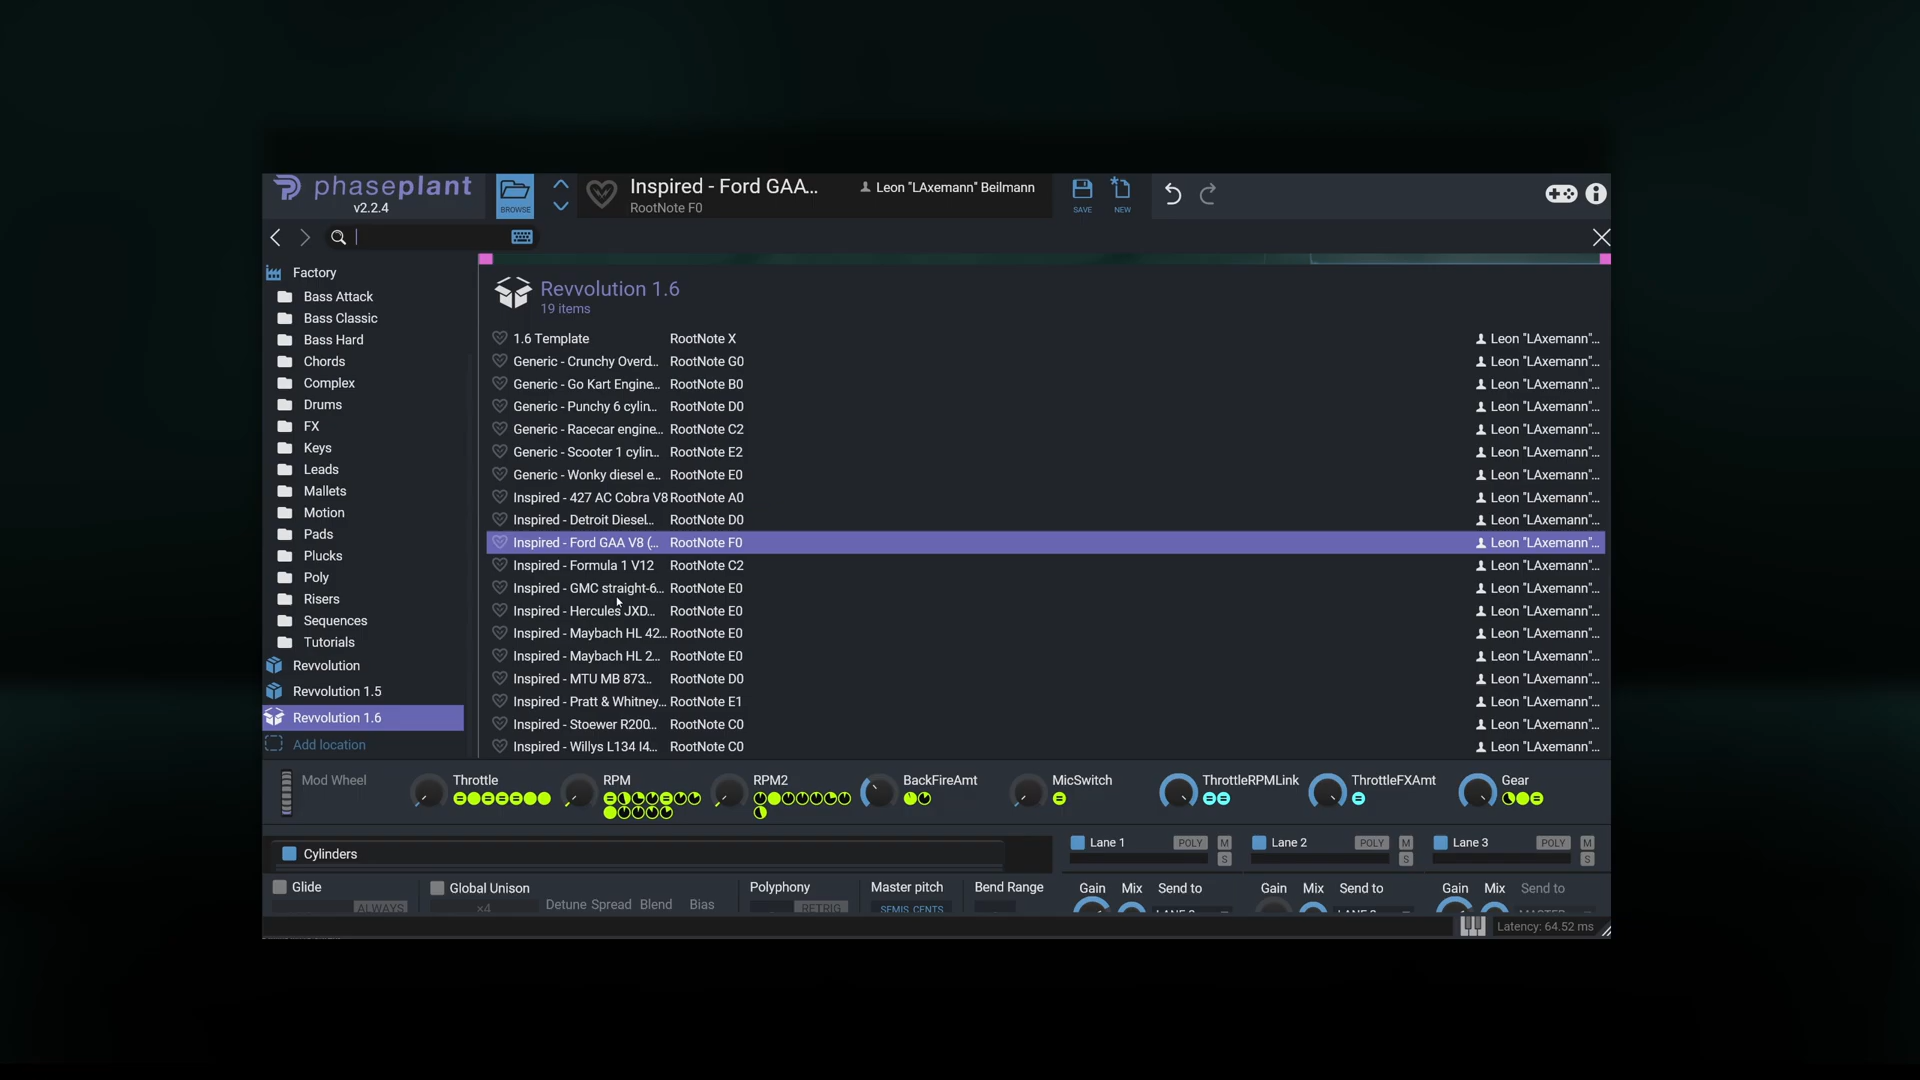 phaseplant
v2.2.4
BROWSE
Inspired - Ford GAA...
RootNote F0
Leon "LAxemann" Beilmann
SAVE
NEW
Factory
Bass Attack
Bass Classic
Bass Hard
Chords
Complex
Drums
FX
Keys
Leads
Mallets
Motion
Pads
Plucks
Poly
Risers
Sequences
Tutorials
Revvolution
Revvolution 1.5
Revvolution 1.6
Add location
Revvolution 1.6
19 items
1.6 Template RootNote X Leon "LAxemann"...
Generic - Crunchy Overd... RootNote G0 Leon "LAxemann"...
Generic - Go Kart Engine... RootNote B0 Leon "LAxemann"...
Generic - Punchy 6 cylin... RootNote D0 Leon "LAxemann"...
Generic - Racecar engine... RootNote C2 Leon "LAxemann"...
Generic - Scooter 1 cylin... RootNote E2 Leon "LAxemann"...
Generic - Wonky diesel e... RootNote E0 Leon "LAxemann"...
Inspired - 427 AC Cobra V8 RootNote A0 Leon "LAxemann"...
Inspired - Detroit Diesel... RootNote D0 Leon "LAxemann"...
Inspired - Ford GAA V8 (... RootNote F0 Leon "LAxemann"...
Inspired - Formula 1 V12 RootNote C2 Leon "LAxemann"...
Inspired - GMC straight-6... RootNote E0 Leon "LAxemann"...
Inspired - Hercules JXD... RootNote E0 Leon "LAxemann"...
Inspired - Maybach HL 42... RootNote E0 Leon "LAxemann"...
Inspired - Maybach HL 2... RootNote E0 Leon "LAxemann"...
Inspired - MTU MB 873... RootNote D0 Leon "LAxemann"...
Inspired - Pratt & Whitney... RootNote E1 Leon "LAxemann"...
Inspired - Stoewer R200... RootNote C0 Leon "LAxemann"...
Inspired - Willys L134 I4... RootNote C0 Leon "LAxemann"...
Mod Wheel Throttle RPM RPM2 BackFireAmt MicSwitch ThrottleRPMLink ThrottleFXAmt Gear
Cylinders
Lane 1 POLY M S
Lane 2 POLY M S
Lane 3 POLY M S
Glide
ALWAYS
Global Unison
x4 Detune Spread Blend Bias
Polyphony
RETRIG
Master pitch
SEMIS CENTS
Bend Range
Gain Mix Send to
Gain Mix Send to
Gain Mix Send to
MASTER
Latency: 64.52 ms